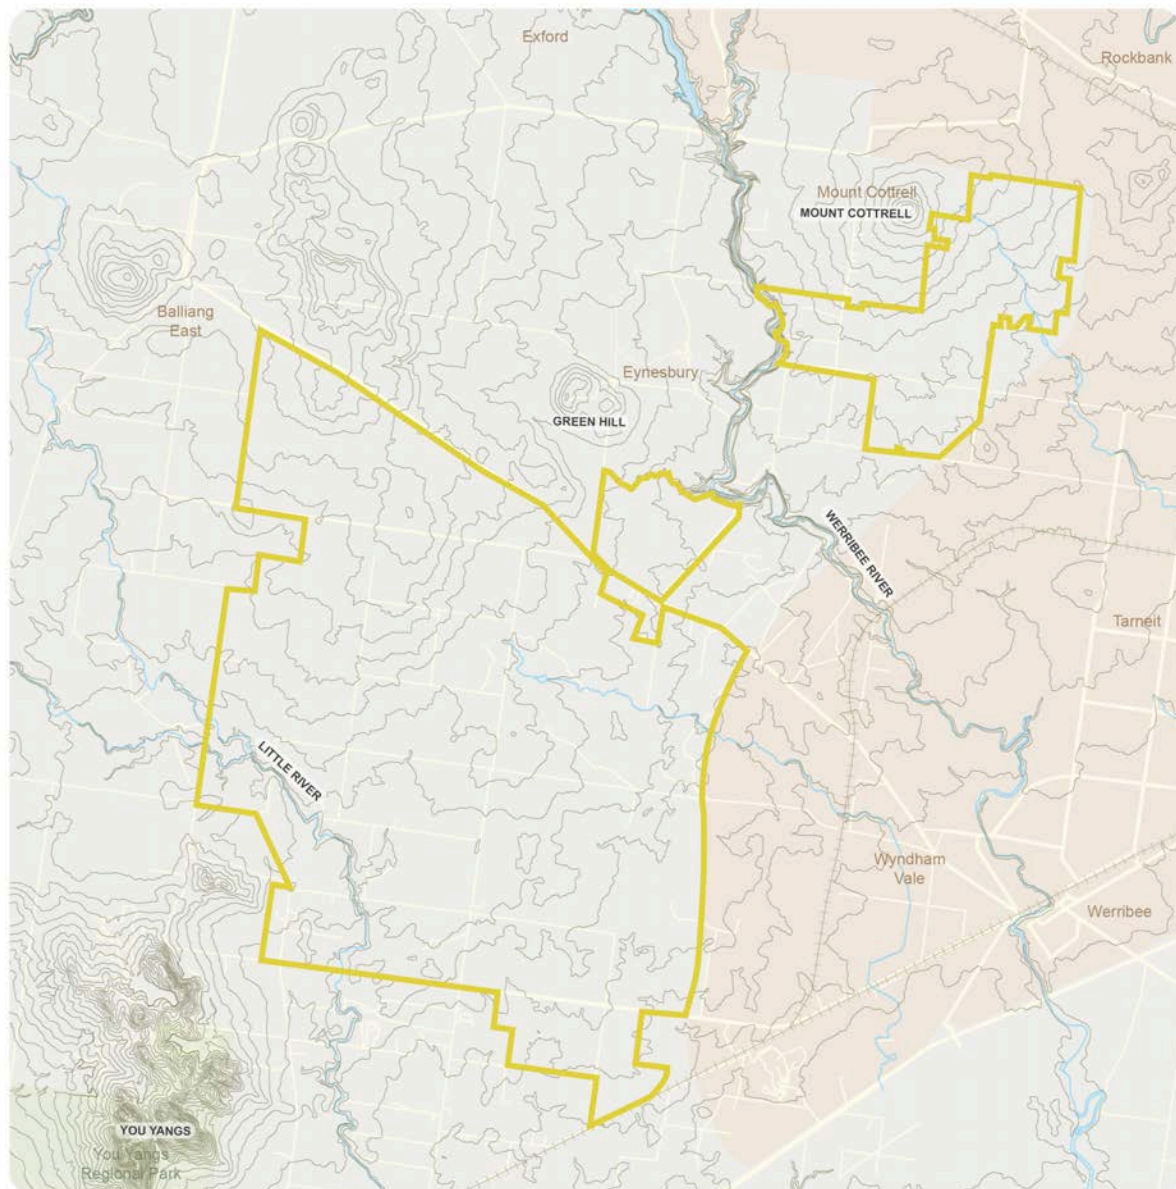 Exford
Rockbank
Mount Cottrell
MOUNT COTTRELL
Balliang
East
Eynesbury
GREEN HILL
WERRIBEE RIVER
Tarneit
LITTLE RIVER
Wyndham
Vale
Werribee
YOU YANGS
You Yangs
Regional Park